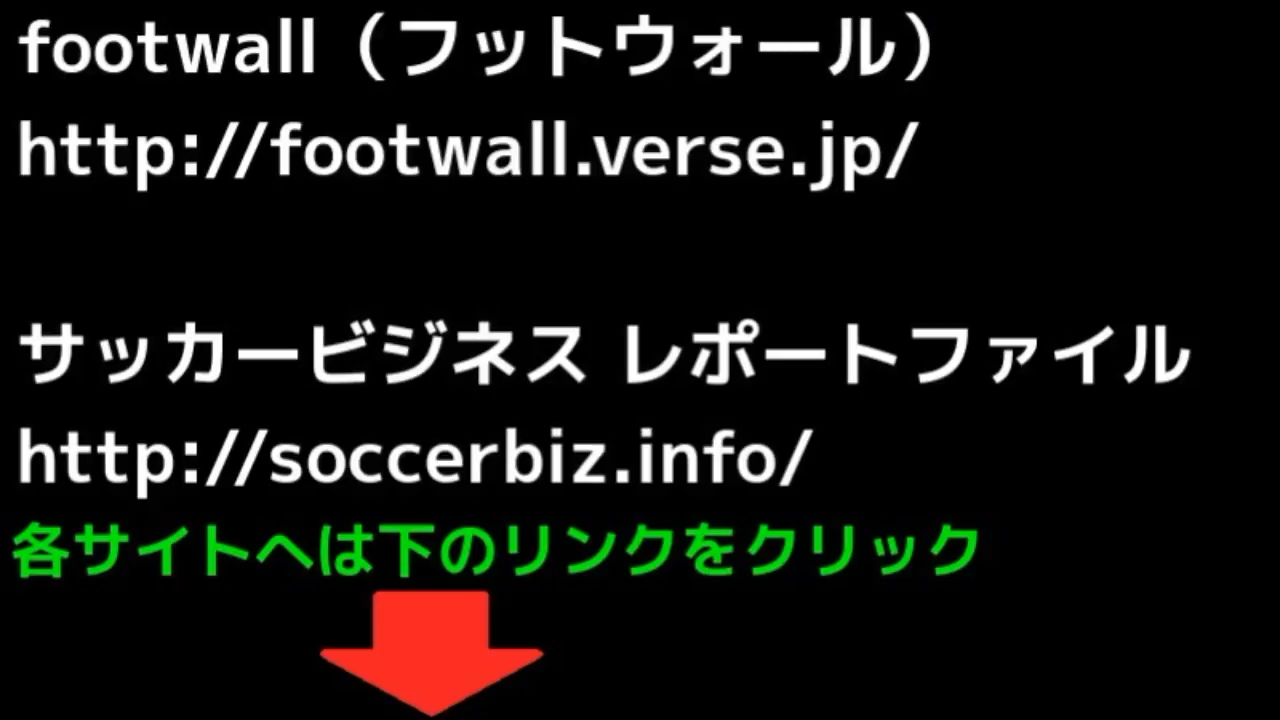 footwall（フットウォール）
http://footwall.verse.jp/
サッカービジネス レポートファイル
http://soccerbiz.info/
各サイトへは下のリンクをクリック